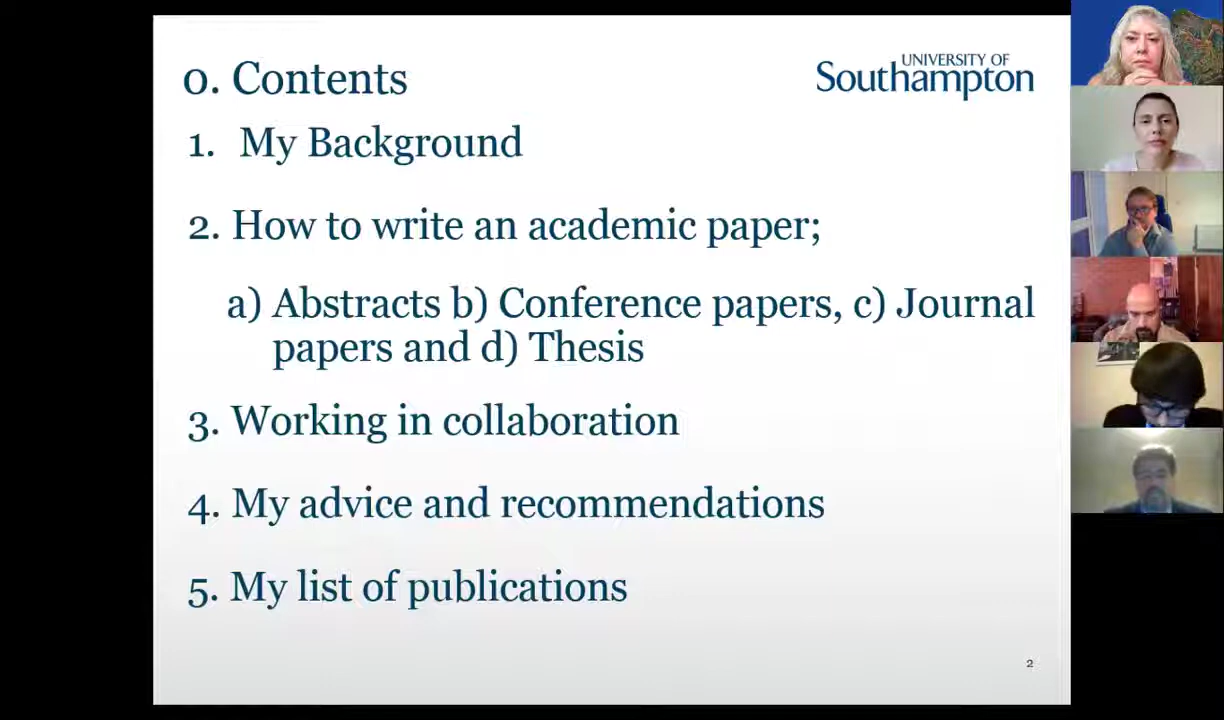 0. Contents
UNIVERSITY OF
Southampton
1. My Background
2. How to write an academic paper;
a) Abstracts b) Conference papers, c) Journal
papers and d) Thesis
3. Working in collaboration
4. My advice and recommendations
5. My list of publications
2